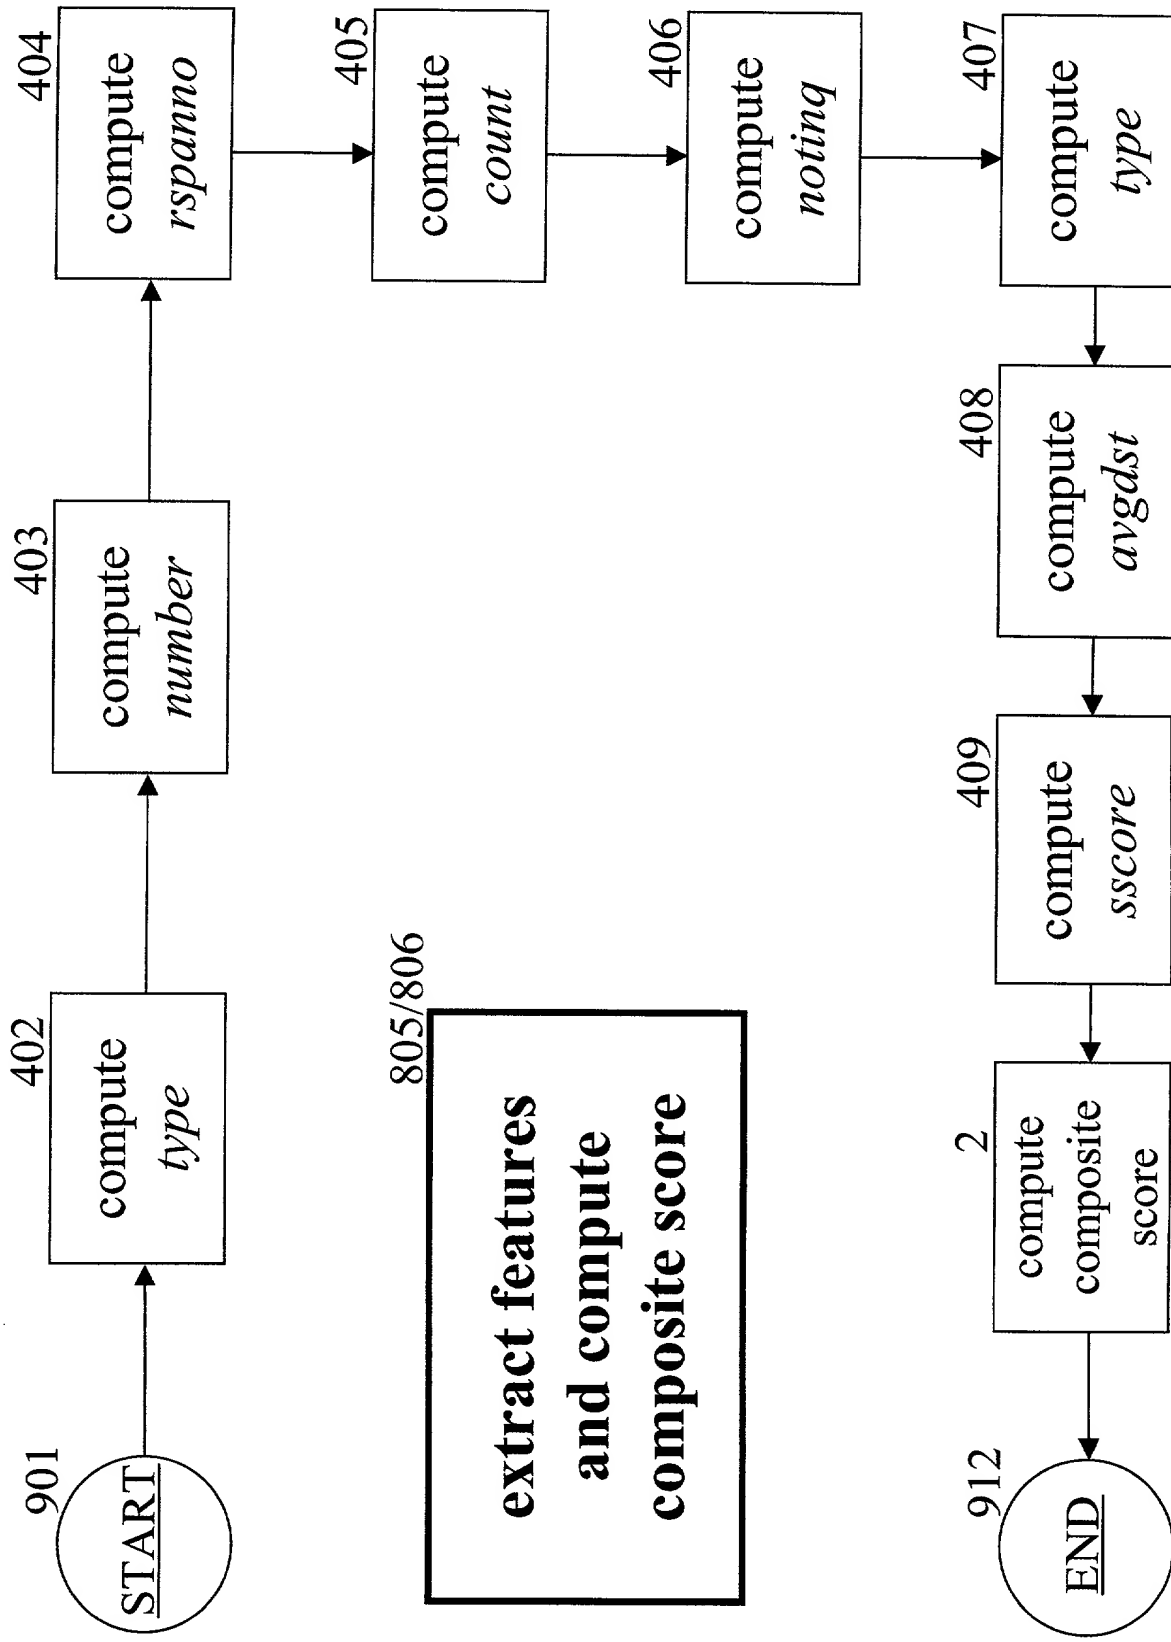 901
START
402
compute
type
403
compute
number
404
compute
rspanno
405
compute
count
406
compute
notinq
407
compute
type
408
compute
avgdst
409
compute
sscore
2
compute
composite
score
912
END
805/806
extract features
and compute
composite score